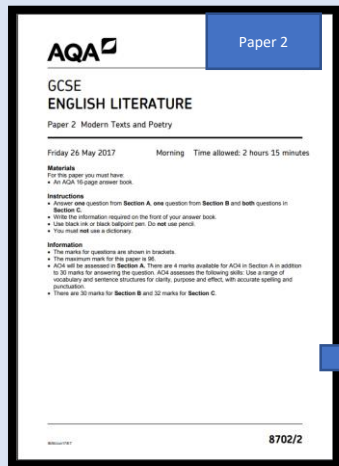 Paper 2
AQA
GCSE
ENGLISH LITERATURE
Paper 2 Modern Texts and Poetry
Friday 26 May 2017 Morning Time allowed: 2 hours 15 minutes
Materials
For this paper you must have:
• An AQA 16-page answer book.
Instructions
• Answer one question from Section A, one question from Section B and both questions in
Section C.
• Write the information required on the front of your answer book.
• Use black ink or black ballpoint pen. Do not use pencil.
• You must not use a dictionary.
Information
• The marks for questions are shown in brackets.
• The maximum mark for this paper is 96.
• AO4 will be assessed in Section A. There are 4 marks available for AO4 in Section A in addition
to 30 marks for answering the question. AO4 assesses the following skills: Use a range of
vocabulary and sentence structures for clarity, purpose and effect, with accurate spelling and
punctuation.
• There are 30 marks for Section B and 32 marks for Section C.
8702/2